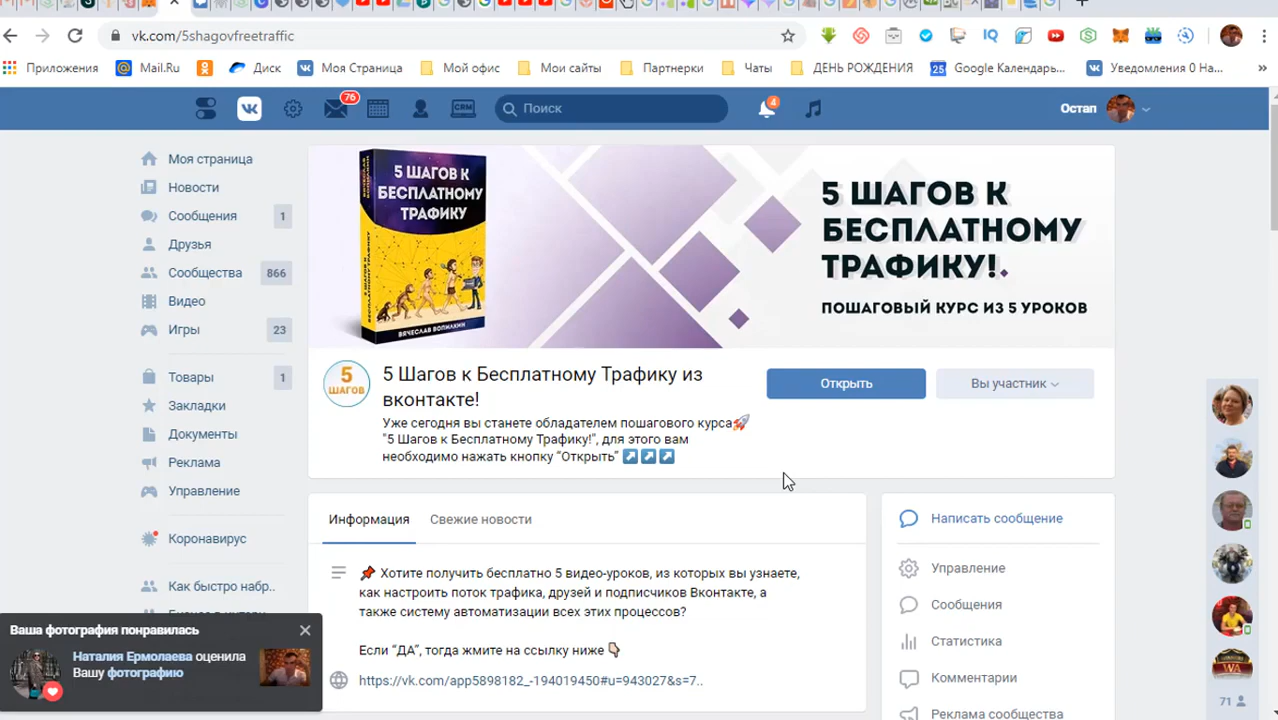 vk.com/5shagovfreetraffic
Приложения
Mail.Ru
Диск
Моя Страница
Мой офис
Мои сайты
Партнерки
Чаты
ДЕНЬ РОЖДЕНИЯ
25
Google Календарь...
Уведомления 0 На...
76
CRM
Поиск
4
Остап
Моя страница
Новости
Сообщения
1
Друзья
Сообщества
866
Видео
Игры
23
Товары
1
Закладки
Документы
Реклама
Управление
Коронавирус
Как быстро набр..
5 ШАГОВ К
БЕСПЛАТНОМУ
ТРАФИКУ
ВЯЧЕСЛАВ ВОПИЛКИН
5 ШАГОВ К
БЕСПЛАТНОМУ
ТРАФИКУ!
ПОШАГОВЫЙ КУРС ИЗ 5 УРОКОВ
5
ШАГОВ
5 Шагов к Бесплатному Трафику из
вконтакте!
Уже сегодня вы станете обладателем пошагового курса🚀
"5 Шагов к Бесплатному Трафику!", для этого вам
необходимо нажать кнопку “Открыть” ↗↗↗
Открыть
Вы участник
Информация
Свежие новости
📌 Хотите получить бесплатно 5 видео-уроков, из которых вы узнаете,
как настроить поток трафика, друзей и подписчиков Вконтакте, а
также систему автоматизации всех этих процессов?
Если “ДА”, тогда жмите на ссылку ниже 👇
https://vk.com/app5898182_-194019450#u=943027&s=7..
Написать сообщение
Управление
Сообщения
Статистика
Комментарии
Реклама сообщества
WA
71
Ваша фотография понравилась
Наталия Ермолаева оценила
Вашу фотографию